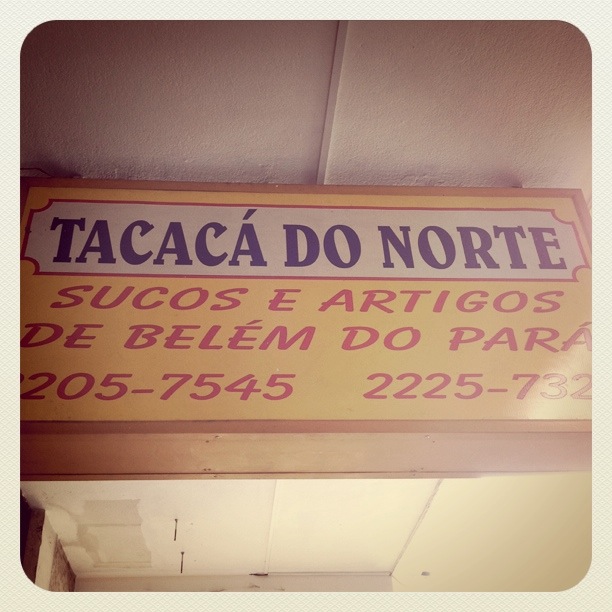 TACACÁ DO NORTE
SUCOS E ARTIGOS
DE BELÉM DO PARÁ
2205-7545 2225-732